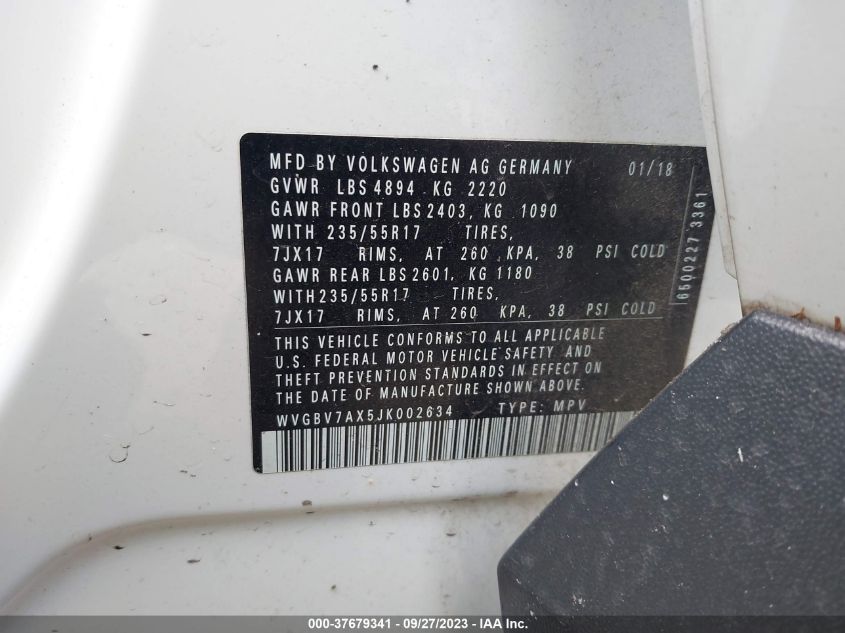 MFD BY VOLKSWAGEN AG GERMANY 01/18
GVWR LBS 4894 KG 2220
GAWR FRONT LBS 2403, KG 1090
WITH 235/55R17 TIRES,
7JX17 RIMS, AT 260 KPA, 38 PSI COLD
GAWR REAR LBS 2601, KG 1180
WITH 235/55R17 TIRES,
7JX17 RIMS, AT 260 KPA, 38 PSI COLD
THIS VEHICLE CONFORMS TO ALL APPLICABLE
U.S. FEDERAL MOTOR VEHICLE SAFETY AND
THEFT PREVENTION STANDARDS IN EFFECT ON
THE DATE OF MANUFACTURE SHOWN ABOVE.
WVGBV7AX5JK002634 TYPE: MPV
6500227 3361
000-37679341 - 09/27/2023 - IAAI.COM